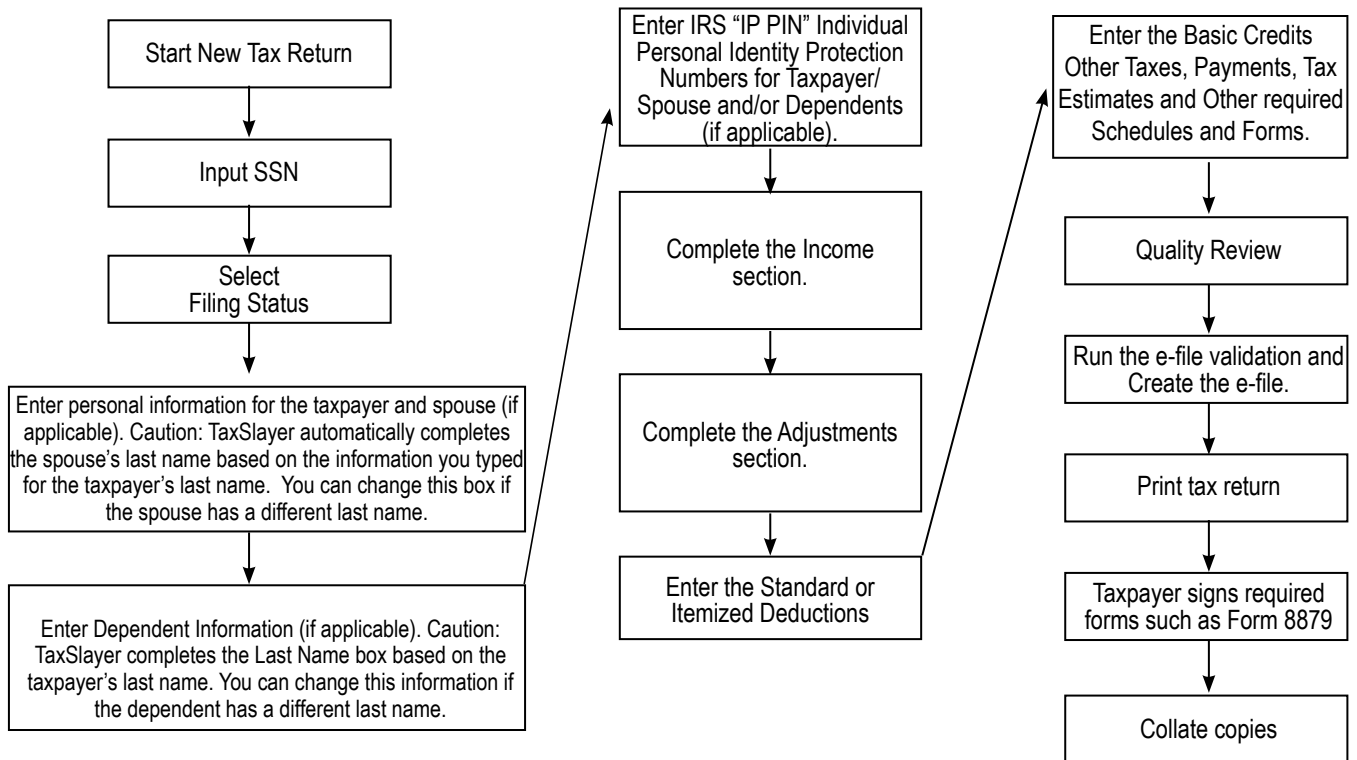 Start New Tax Return
Input SSN
Select
Filing Status
Enter personal information for the taxpayer and spouse (if
applicable). Caution: TaxSlayer automatically completes
the spouse's last name based on the information you typed
for the taxpayer's last name. You can change this box if
the spouse has a different last name.
Enter Dependent Information (if applicable). Caution:
TaxSlayer completes the Last Name box based on the
taxpayer's last name. You can change this information if
the dependent has a different last name.
Enter IRS “IP PIN” Individual
Personal Identity Protection
Numbers for Taxpayer/
Spouse and/or Dependents
(if applicable).
Complete the Income
section.
Complete the Adjustments
section.
Enter the Standard or
Itemized Deductions
Enter the Basic Credits
Other Taxes, Payments, Tax
Estimates and Other required
Schedules and Forms.
Quality Review
Run the e-file validation and
Create the e-file.
Print tax return
Taxpayer signs required
forms such as Form 8879
Collate copies